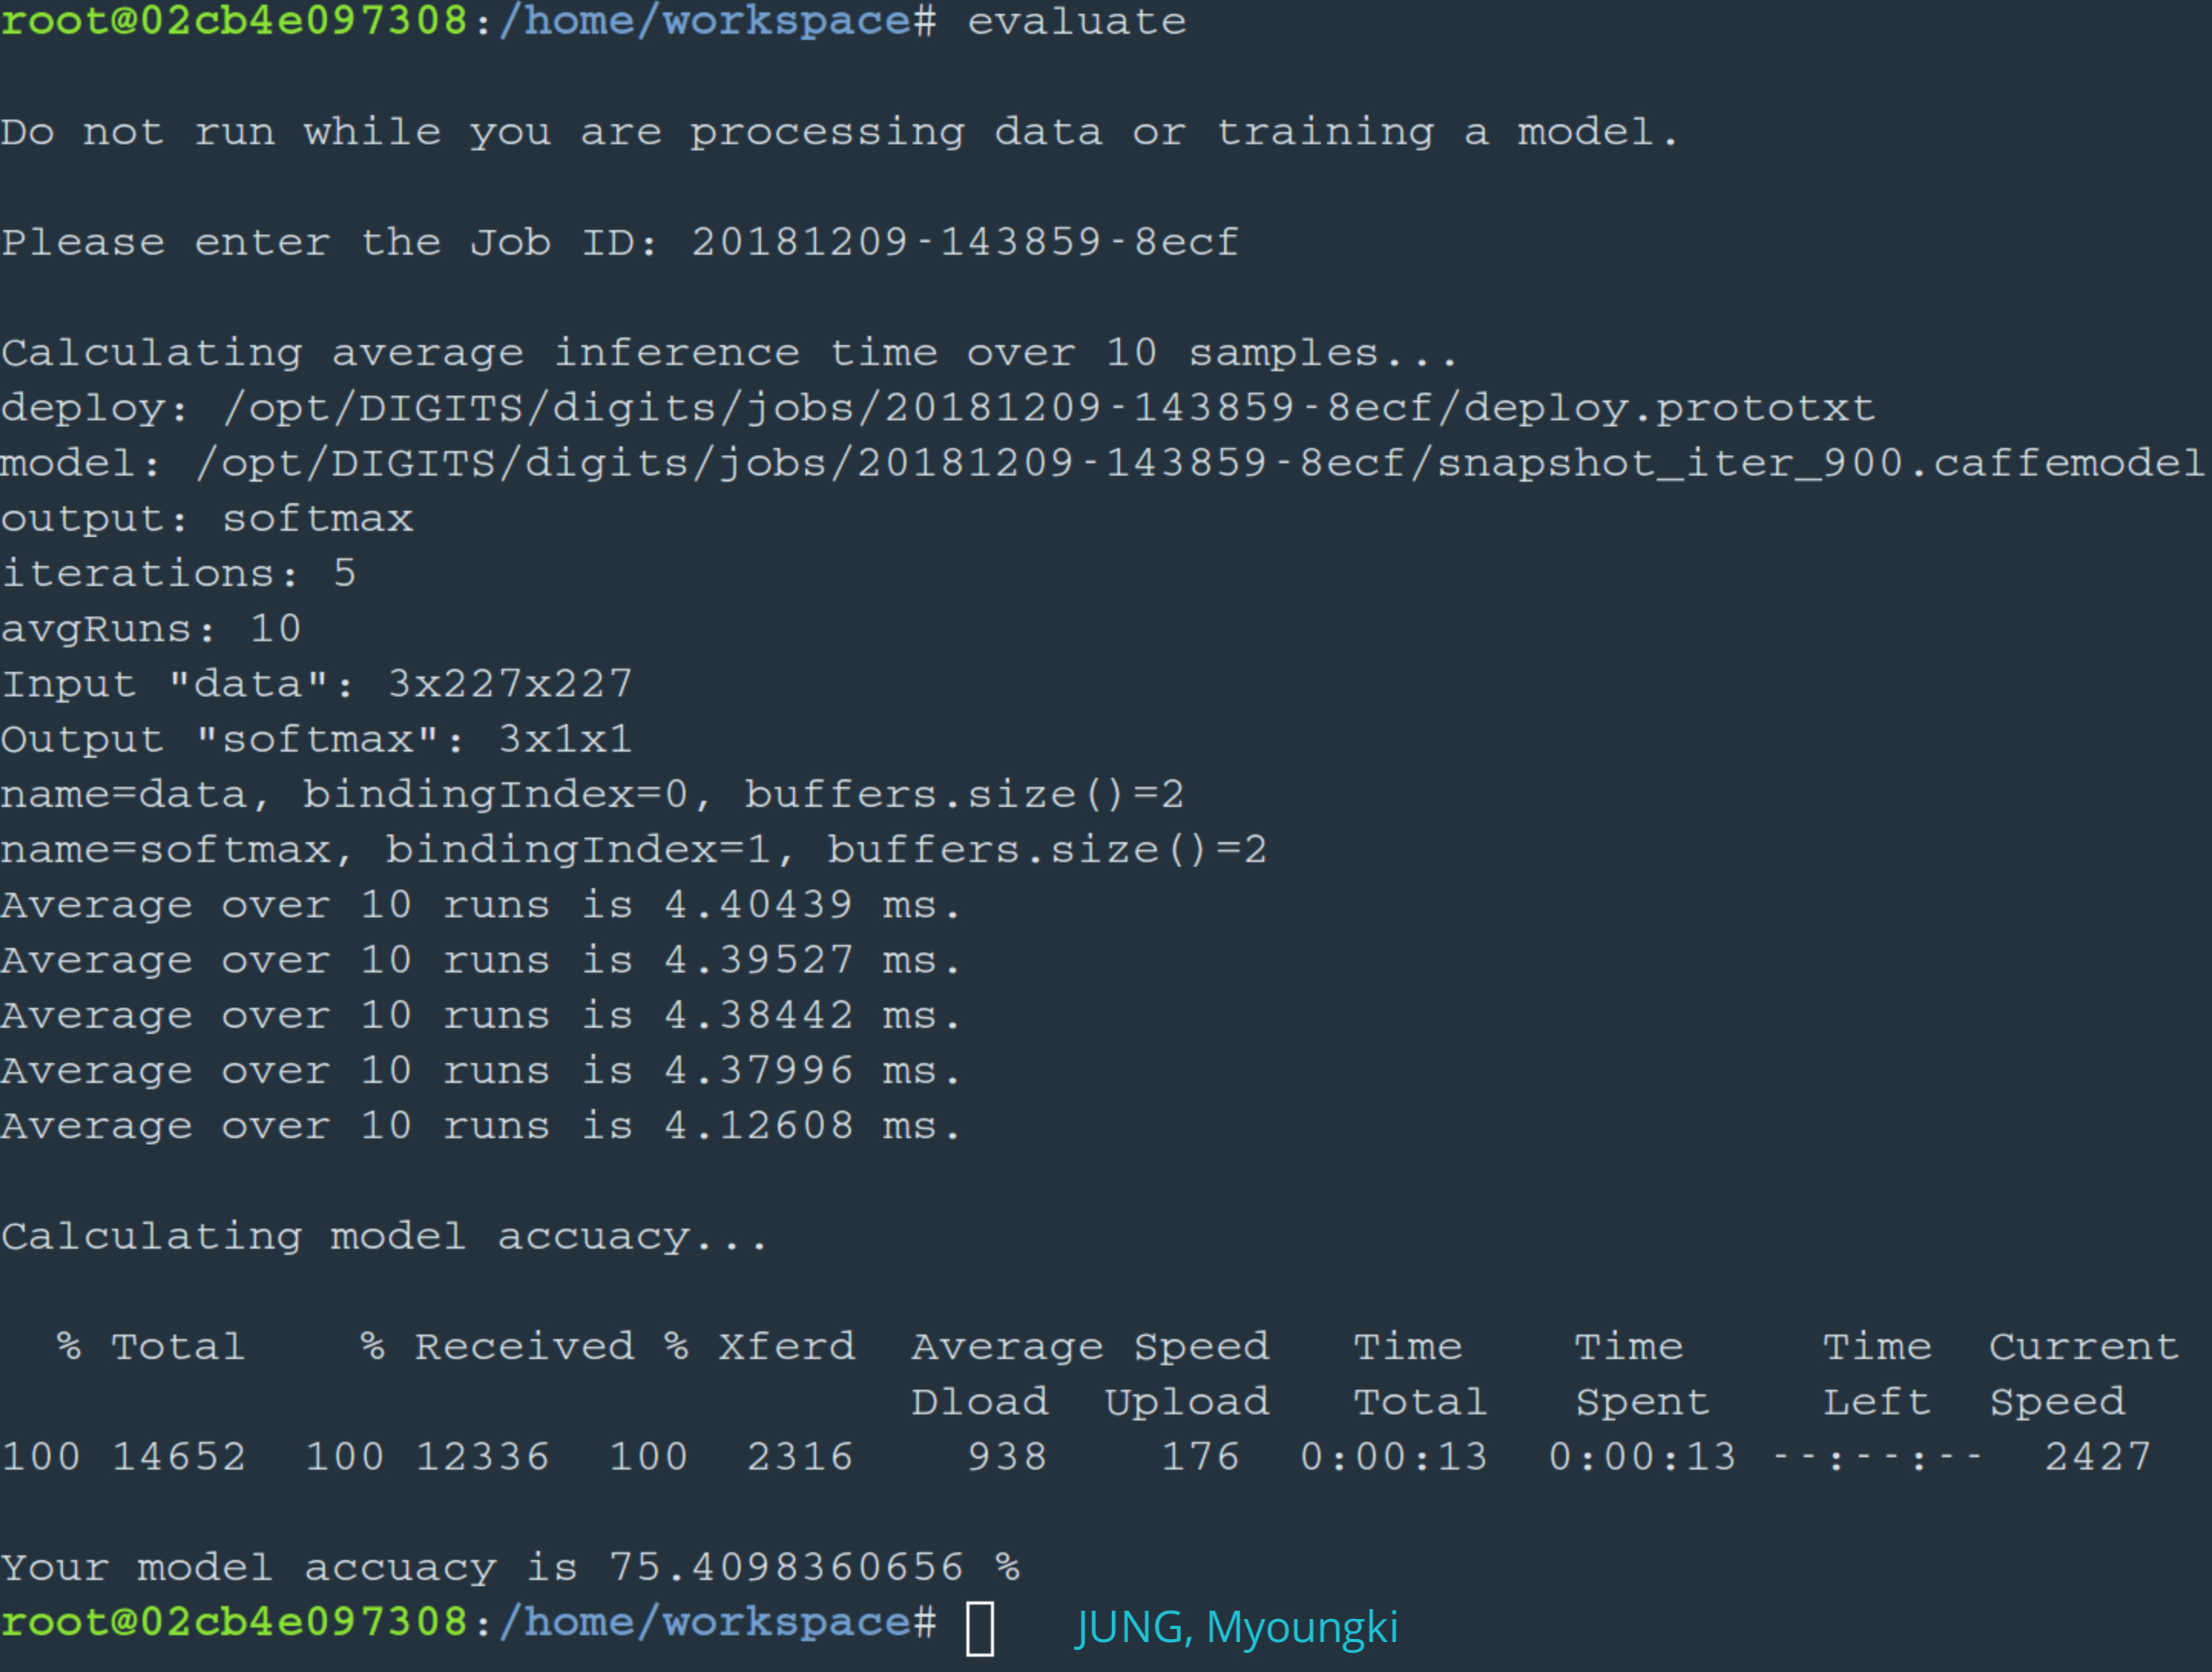 root@02cb4e097308:/home/workspace# evaluate
Do not run while you are processing data or training a model.
Please enter the Job ID: 20181209-143859-8ecf
Calculating average inference time over 10 samples...
deploy: /opt/DIGITS/digits/jobs/20181209-143859-8ecf/deploy.prototxt
model: /opt/DIGITS/digits/jobs/20181209-143859-8ecf/snapshot_iter_900.caffemodel
output: softmax
iterations: 5
avgRuns: 10
Input "data": 3x227x227
Output "softmax": 3x1x1
name=data, bindingIndex=0, buffers.size()=2
name=softmax, bindingIndex=1, buffers.size()=2
Average over 10 runs is 4.40439 ms.
Average over 10 runs is 4.39527 ms.
Average over 10 runs is 4.38442 ms.
Average over 10 runs is 4.37996 ms.
Average over 10 runs is 4.12608 ms.
Calculating model accuacy...
% Total % Received % Xferd Average Speed Time Time Time Current
Dload Upload Total Spent Left Speed
100 14652 100 12336 100 2316 938 176 0:00:13 0:00:13 --:--:-- 2427
Your model accuacy is 75.4098360656 %
root@02cb4e097308:/home/workspace# JUNG, Myoungki